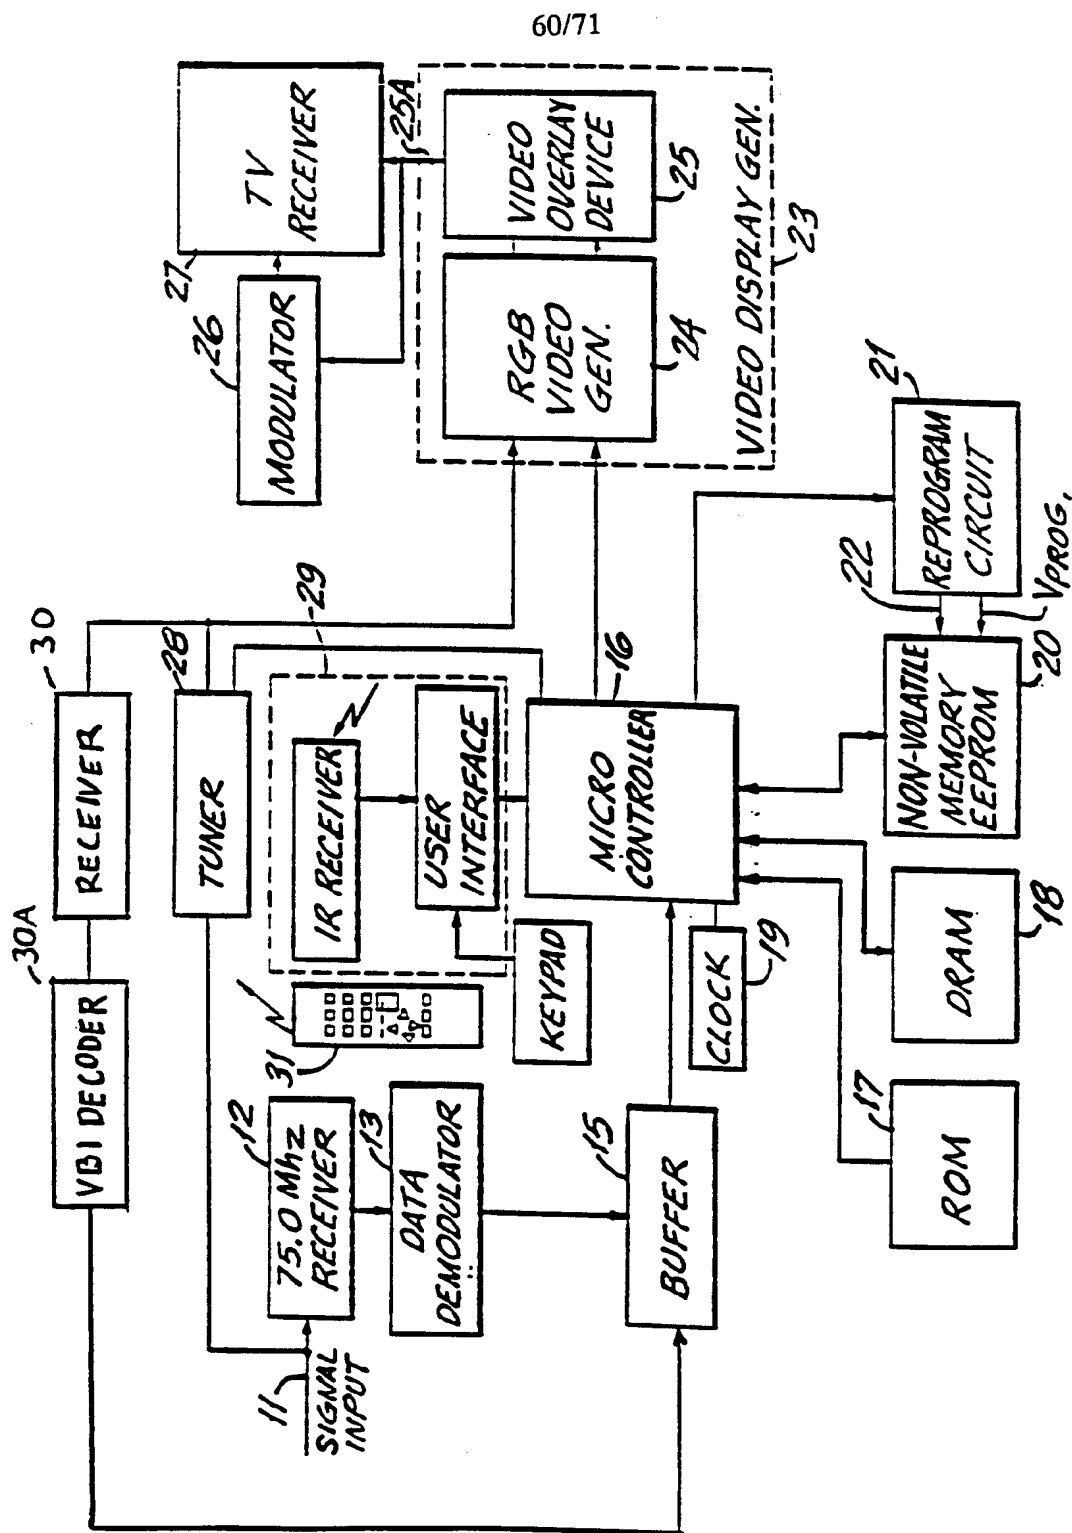 60/71
30A
VBI DECODER
30
RECEIVER
28
TUNER
27
TV
RECEIVER
26
MODULATOR
25A
11
SIGNAL
INPUT
12
75.0 Mhz
RECEIVER
13
DATA
DEMODULATOR
31
29
IR RECEIVER
USER
INTERFACE
KEYPAD
RGB
VIDEO
GEN.
24
VIDEO
OVERLAY
DEVICE
25
VIDEO DISPLAY GEN.
23
15
BUFFER
16
MICRO
CONTROLLER
CLOCK
19
17
ROM
DRAM
18
NON-VOLATILE
MEMORY
EEPROM
20
22
VPROG.
21
REPROGRAM
CIRCUIT